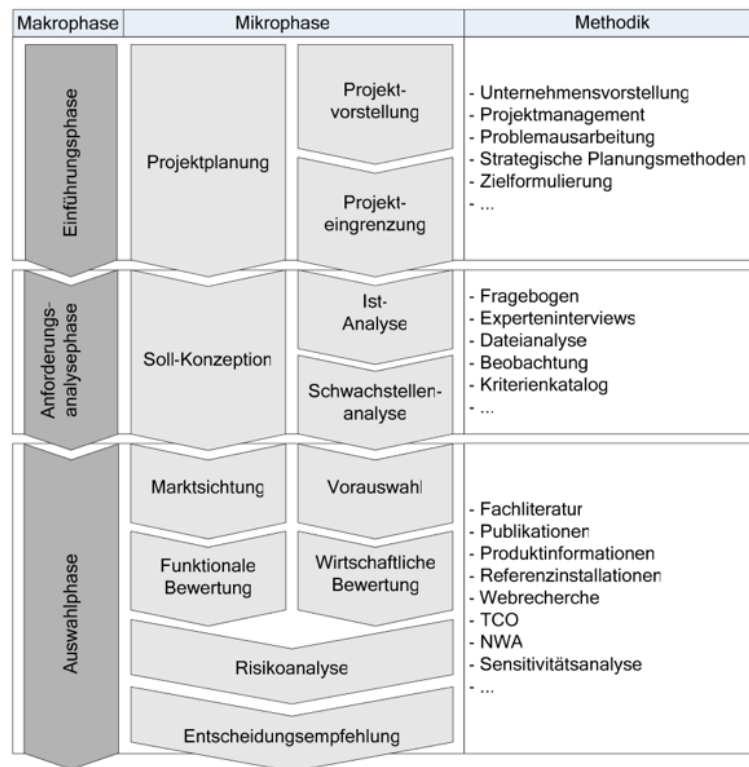 Makrophase
Mikrophase
Methodik
Einführungsphase
Projektplanung
Projekt-
vorstellung
Projekt-
eingrenzung
- Unternehmensvorstellung
- Projektmanagement
- Problemausarbeitung
- Strategische Planungsmethoden
- Zielformulierung
- ...
Anforderungs-
analysephase
Soll-Konzeption
Ist-
Analyse
Schwachstellen-
analyse
- Fragebogen
- Experteninterviews
- Dateianalyse
- Beobachtung
- Kriterienkatalog
- ...
Auswahlphase
Marktsichtung
Vorauswahl
Funktionale
Bewertung
Wirtschaftliche
Bewertung
Risikoanalyse
Entscheidungsempfehlung
- Fachliteratur
- Publikationen
- Produktinformationen
- Referenzinstallationen
- Webrecherche
- TCO
- NWA
- Sensitivitätsanalyse
- ...